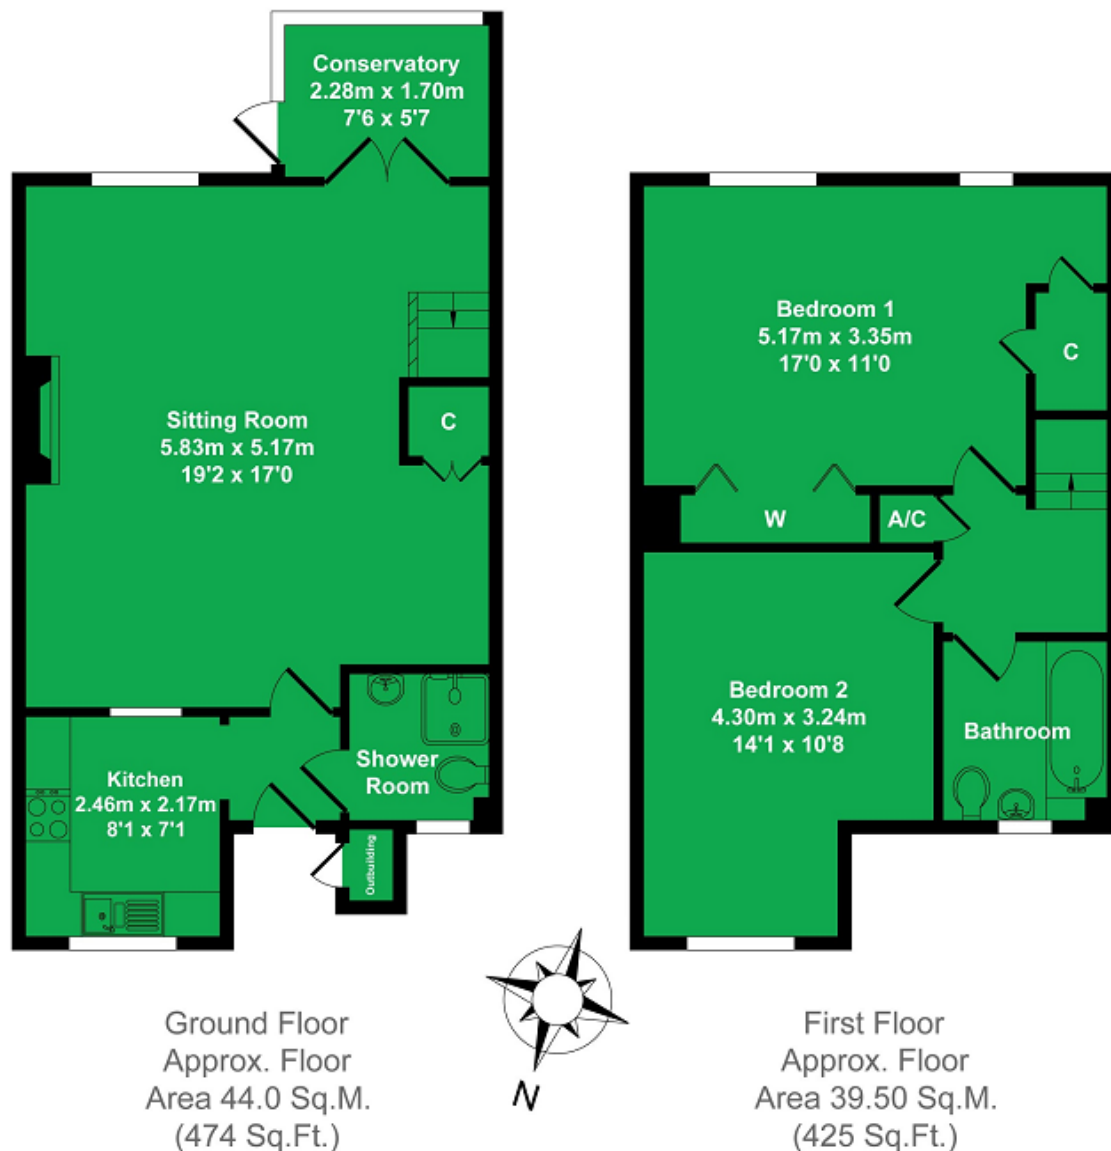 Conservatory
2.28m x 1.70m
7'6 x 5'7
Sitting Room
5.83m x 5.17m
19'2 x 17'0
C
Kitchen
2.46m x 2.17m
8'1 x 7'1
Shower
Room
Outbuilding
Bedroom 1
5.17m x 3.35m
17'0 x 11'0
C
W
A/C
Bedroom 2
4.30m x 3.24m
14'1 x 10'8
Bathroom
N
Ground Floor
Approx. Floor
Area 44.0 Sq.M.
(474 Sq.Ft.)
First Floor
Approx. Floor
Area 39.50 Sq.M.
(425 Sq.Ft.)